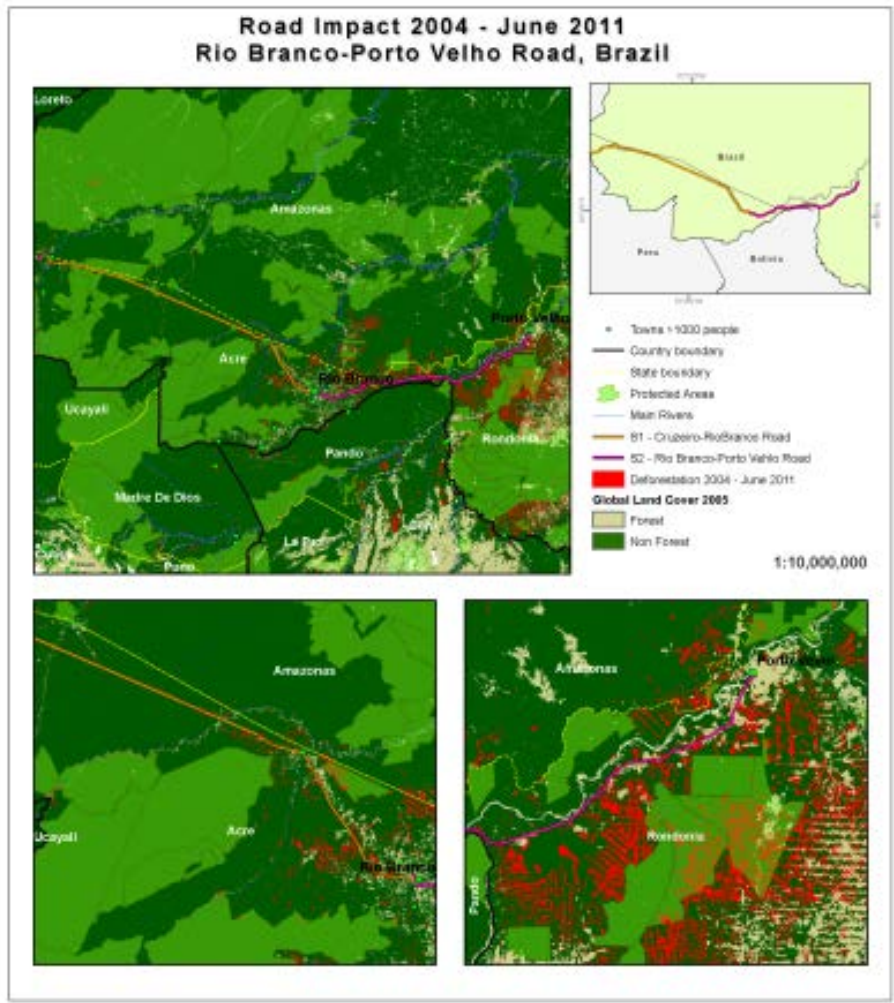 Road Impact 2004 - June 2011
Rio Branco-Porto Velho Road, Brazil
Loreto
Amazonas
Porto Velho
Acre
Rio Branco
Ucayali
Pando
Rondonia
Madre De Dios
La Paz
Puno
Brazil
Peru
Bolivia
Towns >1000 people
Country boundary
State boundary
Protected Areas
Main Rivers
S1 - Cruzeiro-RioBranco Road
S2 - Rio Branco-Porto Vehlo Road
Deforestation 2004 - June 2011
Global Land Cover 2005
Forest
Non Forest
1:10,000,000
Amazonas
Ucayali
Acre
Rio Branco
Amazonas
Porto Velho
Rondonia
Pando